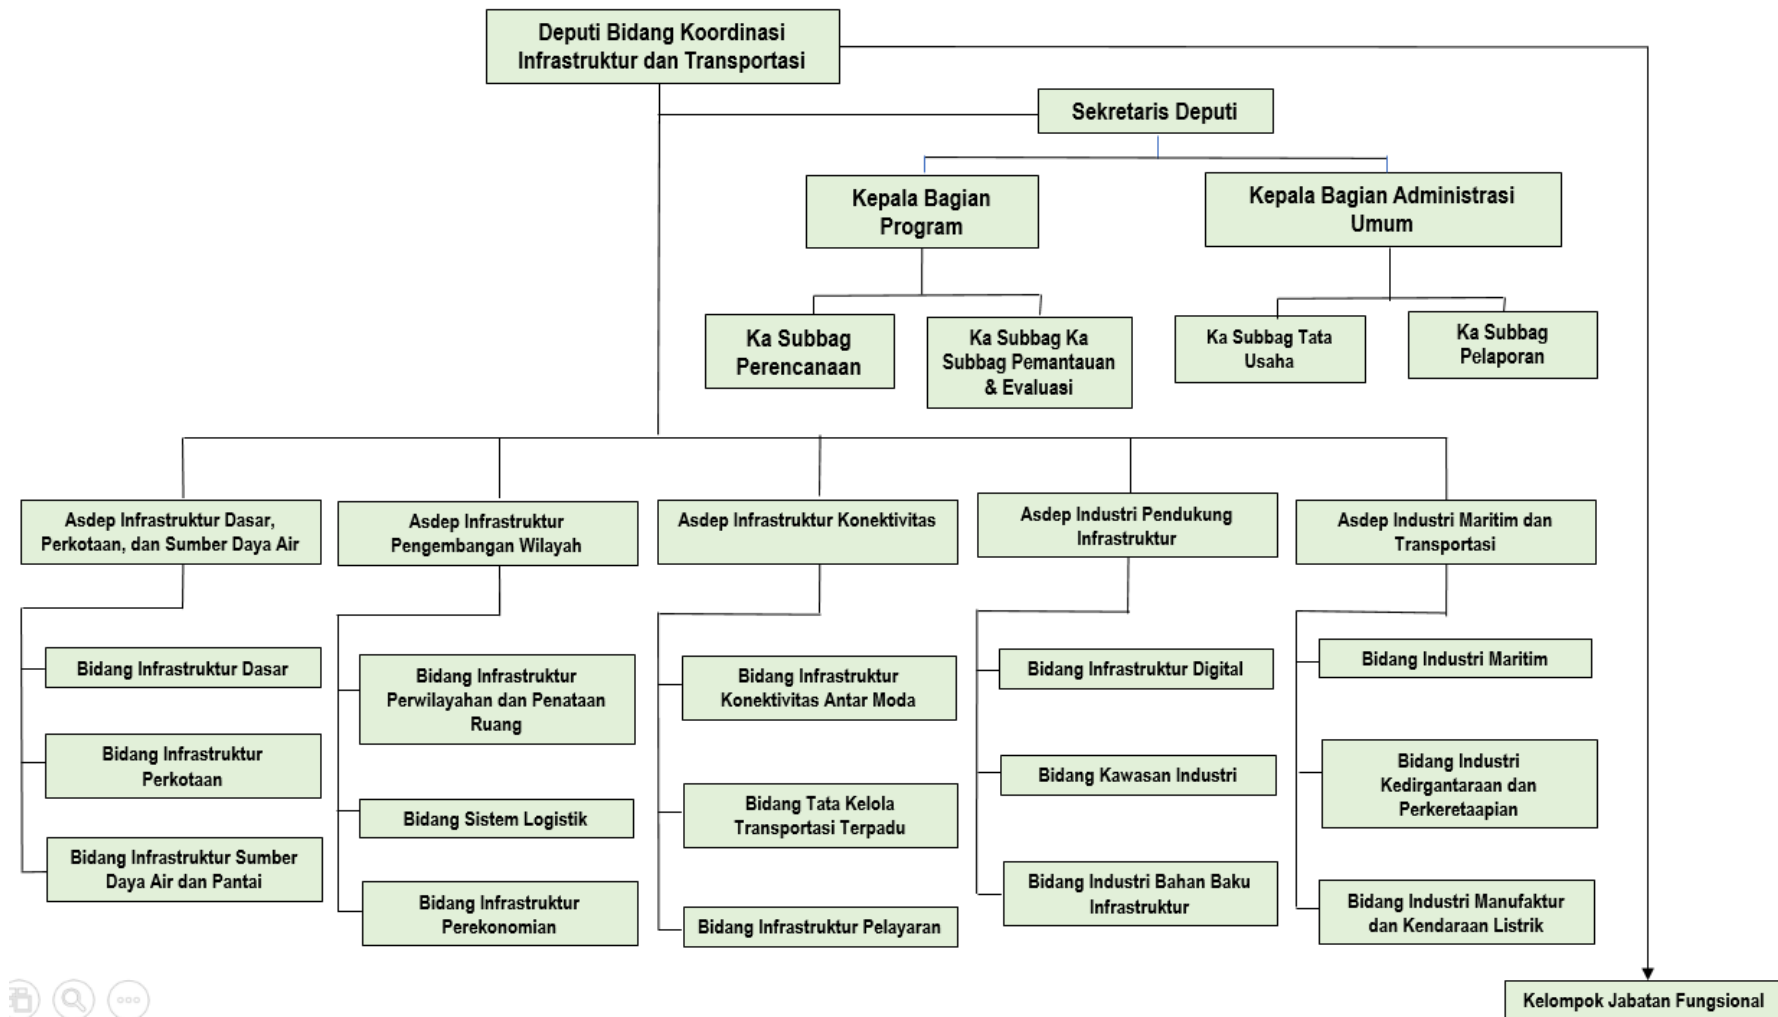 Deputi Bidang Koordinasi
Infrastruktur dan Transportasi
Sekretaris Deputi
Kepala Bagian
Program
Kepala Bagian Administrasi
Umum
Ka Subbag
Perencanaan
Ka Subbag Ka
Subbag Pemantauan
& Evaluasi
Ka Subbag Tata
Usaha
Ka Subbag
Pelaporan
Asdep Infrastruktur Dasar,
Perkotaan, dan Sumber Daya Air
Asdep Infrastruktur
Pengembangan Wilayah
Asdep Infrastruktur Konektivitas
Asdep Industri Pendukung
Infrastruktur
Asdep Industri Maritim dan
Transportasi
Bidang Infrastruktur Dasar
Bidang Infrastruktur
Perkotaan
Bidang Infrastruktur Sumber
Daya Air dan Pantai
Bidang Infrastruktur
Perwilayahan dan Penataan
Ruang
Bidang Sistem Logistik
Bidang Infrastruktur
Perekonomian
Bidang Infrastruktur
Konektivitas Antar Moda
Bidang Tata Kelola
Transportasi Terpadu
Bidang Infrastruktur Pelayaran
Bidang Infrastruktur Digital
Bidang Kawasan Industri
Bidang Industri Bahan Baku
Infrastruktur
Bidang Industri Maritim
Bidang Industri
Kedirgantaraan dan
Perkeretaapian
Bidang Industri Manufaktur
dan Kendaraan Listrik
Kelompok Jabatan Fungsional